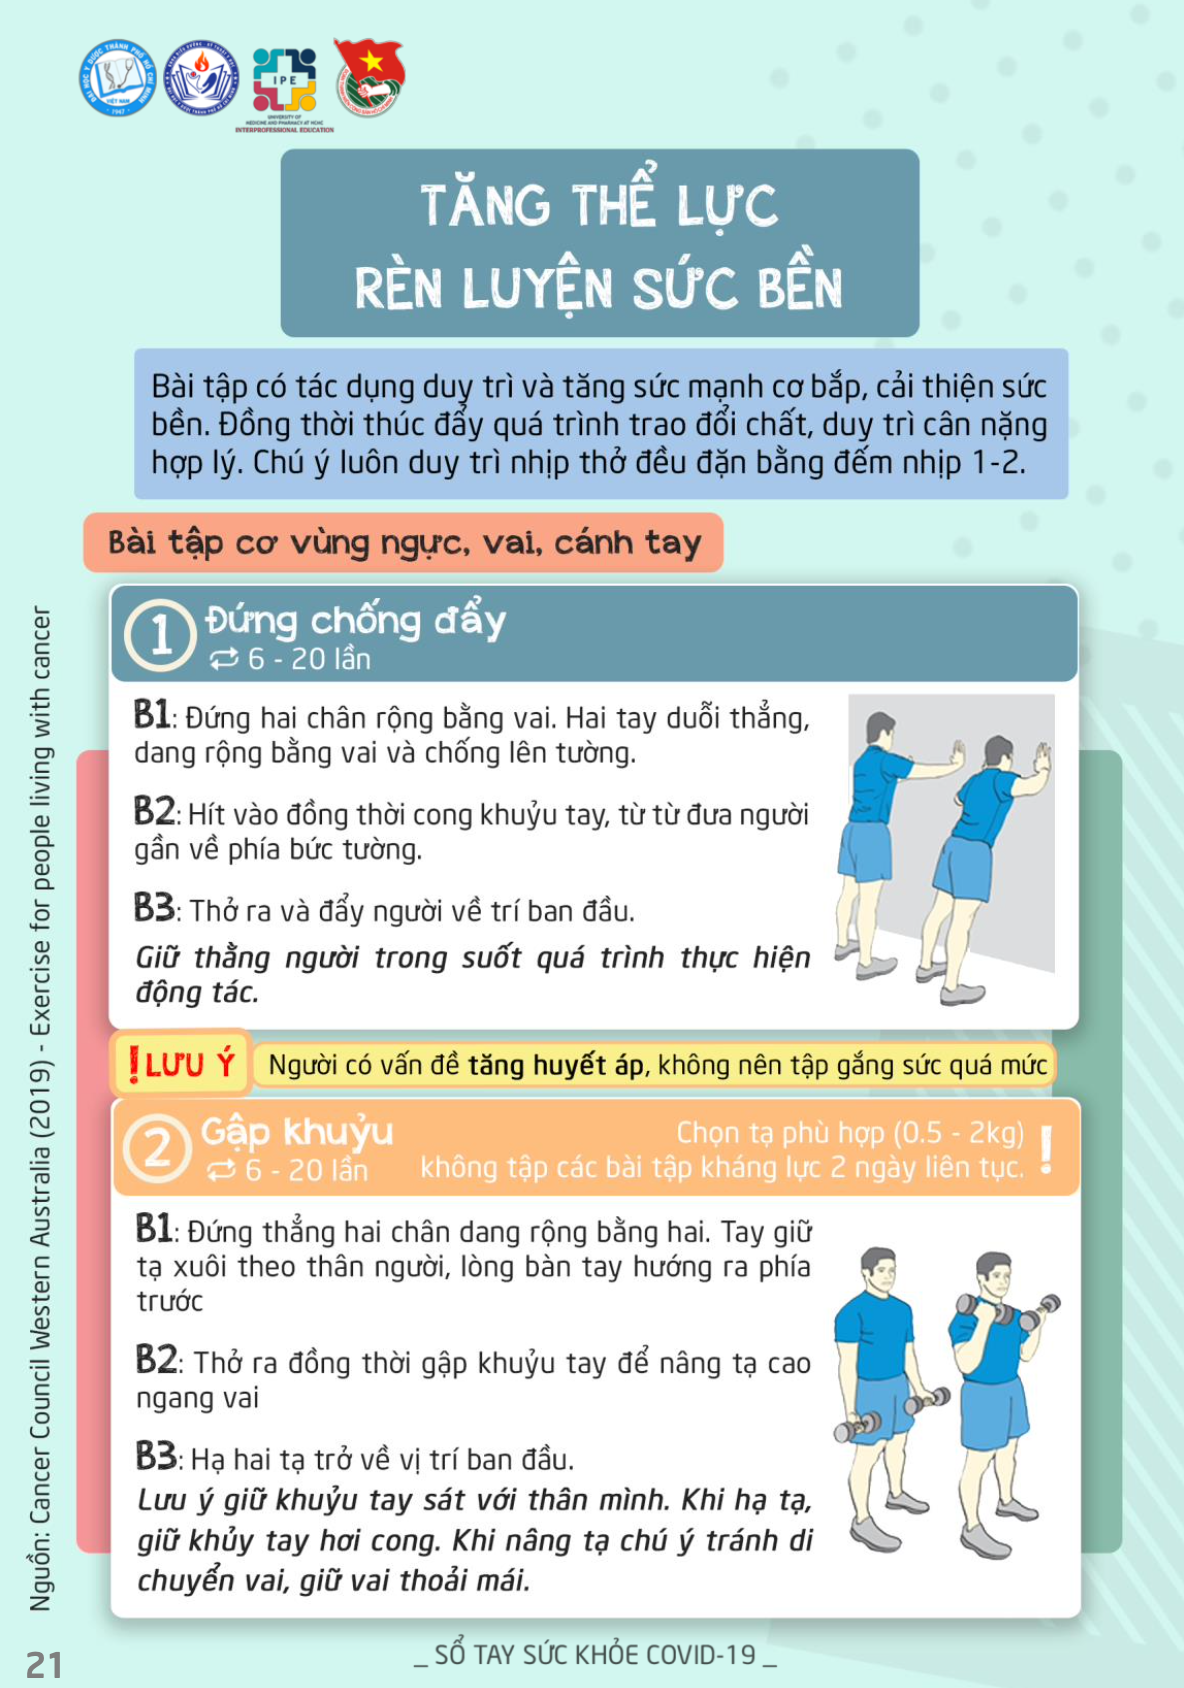 ĐẠI HỌC Y DƯỢC THÀNH PHỐ HỒ CHÍ MINH
VIỆT NAM
1947
IPE
UNIVERSITY OF
MEDICINE AND PHARMACY AT HCMC
INTERPROFESSIONAL EDUCATION
TĂNG THỂ LỰC
RÈN LUYỆN SỨC BỀN
Bài tập có tác dụng duy trì và tăng sức mạnh cơ bắp, cải thiện sức
bền. Đồng thời thúc đẩy quá trình trao đổi chất, duy trì cân nặng
hợp lý. Chú ý luôn duy trì nhịp thở đều đặn bằng đếm nhịp 1-2.
Bài tập cơ vùng ngực, vai, cánh tay
1 Đứng chống đẩy
6 - 20 lần
B1: Đứng hai chân rộng bằng vai. Hai tay duỗi thẳng,
dang rộng bằng vai và chống lên tường.
B2: Hít vào đồng thời cong khuỷu tay, từ từ đưa người
gần về phía bức tường.
B3: Thở ra và đẩy người về trí ban đầu.
Giữ thẳng người trong suốt quá trình thực hiện
động tác.
! LƯU Ý
Người có vấn đề tăng huyết áp, không nên tập gắng sức quá mức
2 Gập khuỷu
6 - 20 lần
Chọn tạ phù hợp (0.5 - 2kg)
không tập các bài tập kháng lực 2 ngày liên tục. !
B1: Đứng thẳng hai chân dang rộng bằng hai. Tay giữ
tạ xuôi theo thân người, lòng bàn tay hướng ra phía
trước
B2: Thở ra đồng thời gập khuỷu tay để nâng tạ cao
ngang vai
B3: Hạ hai tạ trở về vị trí ban đầu.
Lưu ý giữ khuỷu tay sát với thân mình. Khi hạ tạ,
giữ khủy tay hơi cong. Khi nâng tạ chú ý tránh di
chuyển vai, giữ vai thoải mái.
Nguồn: Cancer Council Western Australia (2019) - Exercise for people living with cancer
21
_ SỔ TAY SỨC KHỎE COVID-19 _